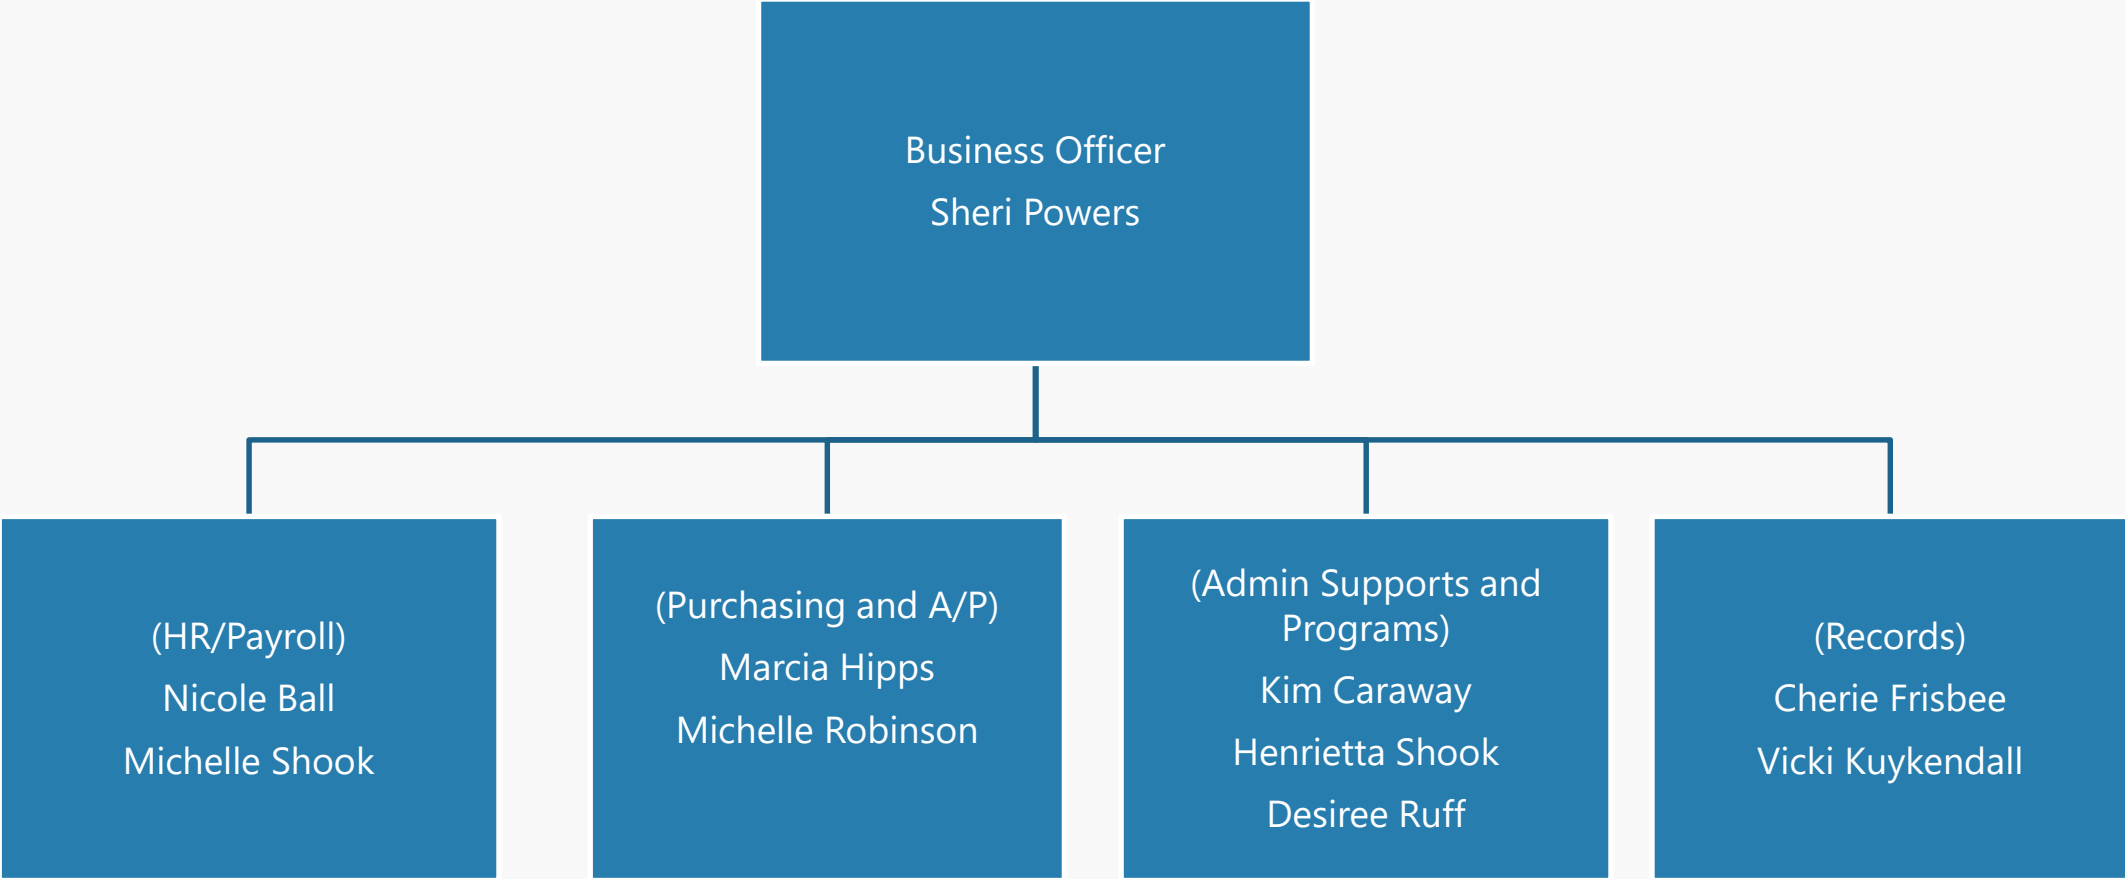 Business Officer
Sheri Powers
(HR/Payroll)
Nicole Ball
Michelle Shook
(Purchasing and A/P)
Marcia Hipps
Michelle Robinson
(Admin Supports and
Programs)
Kim Caraway
Henrietta Shook
Desiree Ruff
(Records)
Cherie Frisbee
Vicki Kuykendall